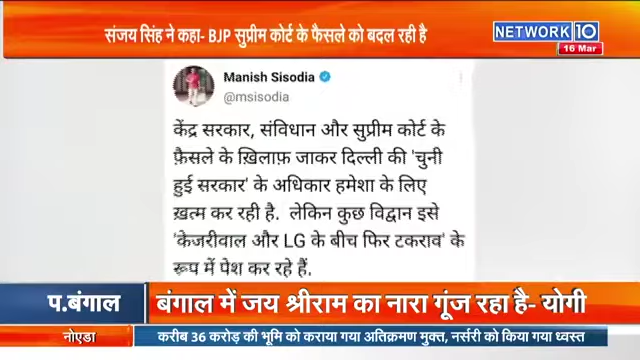 संजय सिंह ने कहा- BJP सुप्रीम कोर्ट के फैसले को बदल रही है
NETWORK 10
16 Mar
Manish Sisodia
@msisodia
केंद्र सरकार, संविधान और सुप्रीम कोर्ट के
फ़ैसले के ख़िलाफ़ जाकर दिल्ली की 'चुनी
हुई सरकार' के अधिकार हमेशा के लिए
ख़त्म कर रही है. लेकिन कुछ विद्वान इसे
'केजरीवाल और LG के बीच फिर टकराव' के
रूप में पेश कर रहे हैं.
प.बंगाल
बंगाल में जय श्रीराम का नारा गूंज रहा है- योगी
नोएडा
करीब 36 करोड़ की भूमि को कराया गया अतिक्रमण मुक्त, नर्सरी को किया गया ध्वस्त